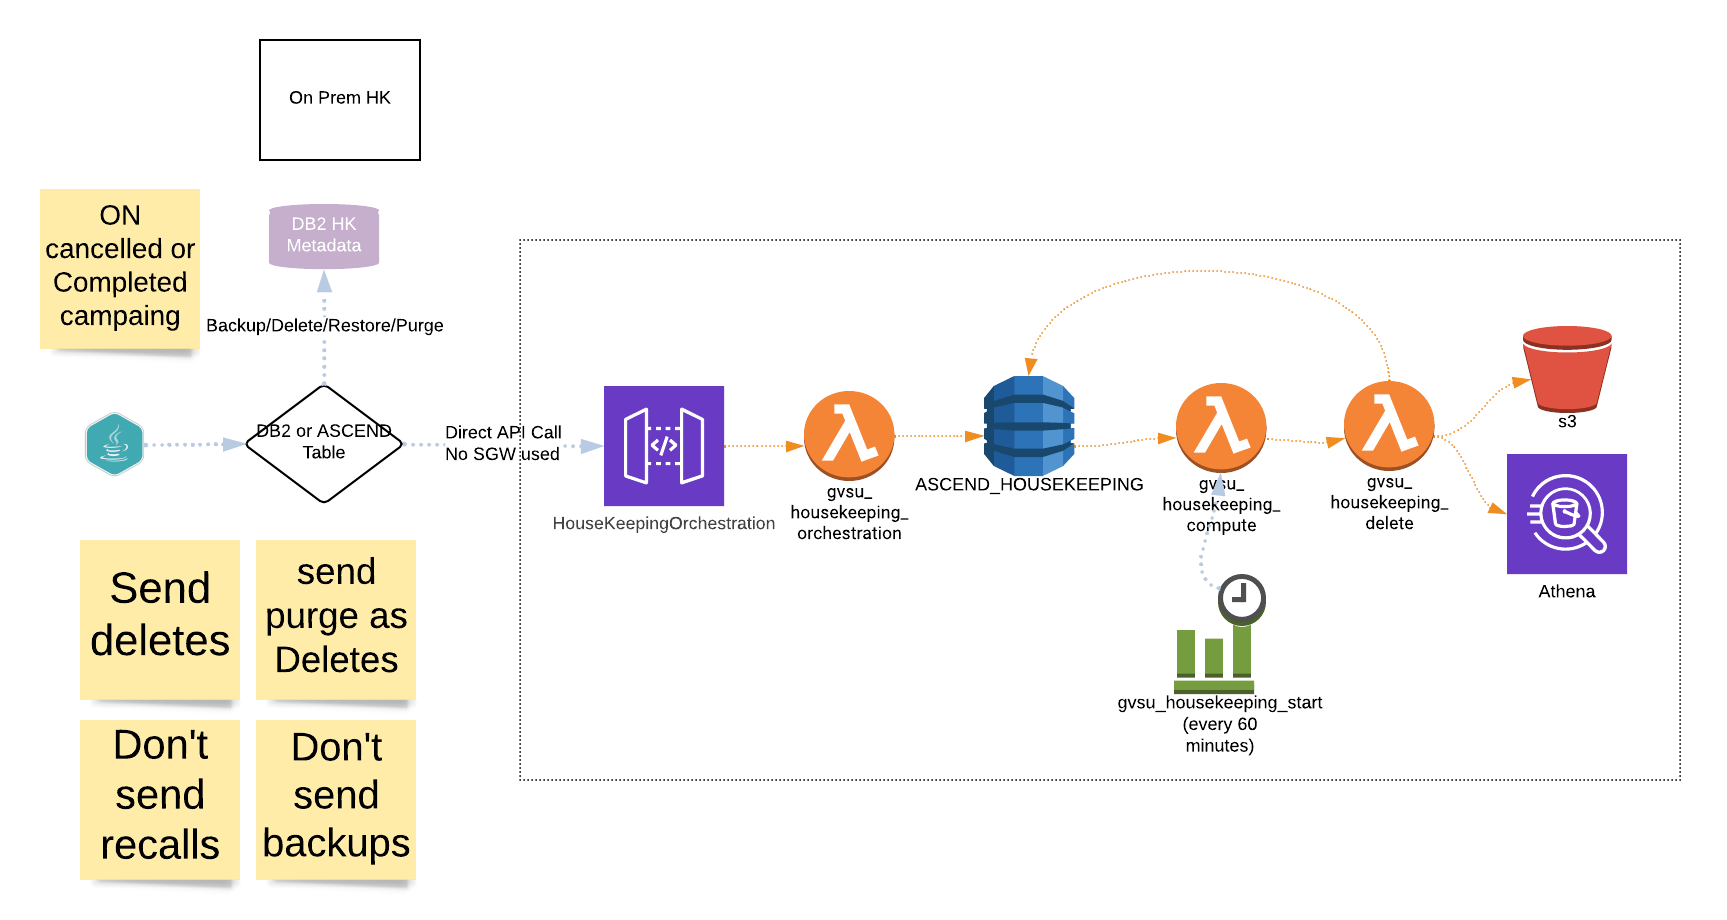 On Prem HK
ON
cancelled or
Completed
campaing
DB2 HK
Metadata
Backup/Delete/Restore/Purge
DB2 or ASCEND
Table
Direct API Call
No SGW used
HouseKeepingOrchestration
gvsu_
housekeeping_
orchestration
ASCEND_HOUSEKEEPING
gvsu_
housekeeping_
compute
gvsu_
housekeeping_
delete
s3
Athena
gvsu_housekeeping_start
(every 60
minutes)
Send
deletes
send
purge as
Deletes
Don't
send
recalls
Don't
send
backups